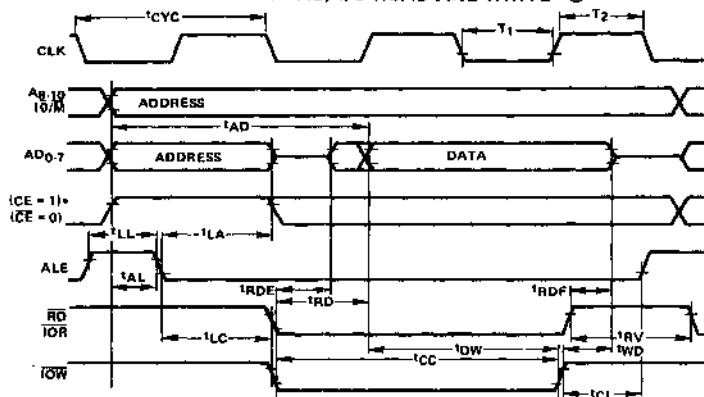 tCYC
T1
T2
CLK
A8-10
IO/M
ADDRESS
tAD
AD0-7
ADDRESS
DATA
(CE = 1)•
(CE = 0)
tLL
tLA
ALE
tAL
tRDE
tRD
tRDF
RD
IOR
tLC
tRV
tDW
tWD
tCC
IOW
tCL